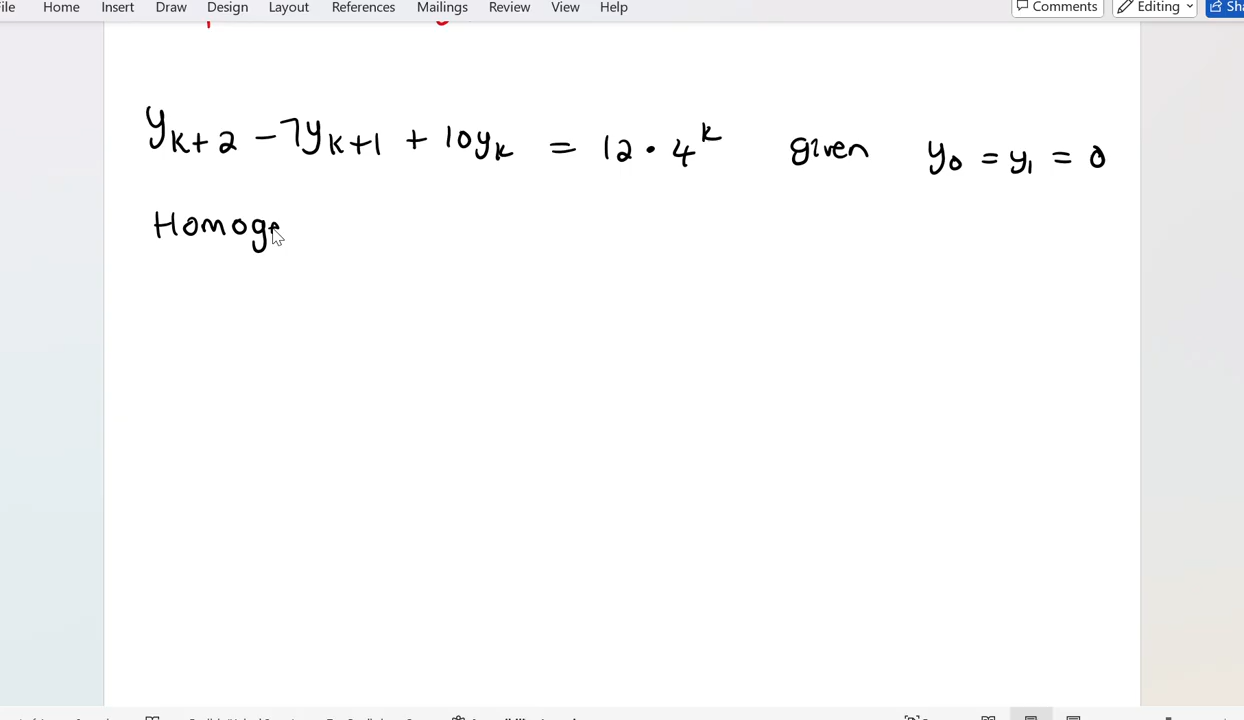 File Home Insert Draw Design Layout References Mailings Review View Help Comments Editing
y_{k+2} - 7y_{k+1} + 10y_k = 12 · 4^k given y_0 = y_1 = 0
Homoge